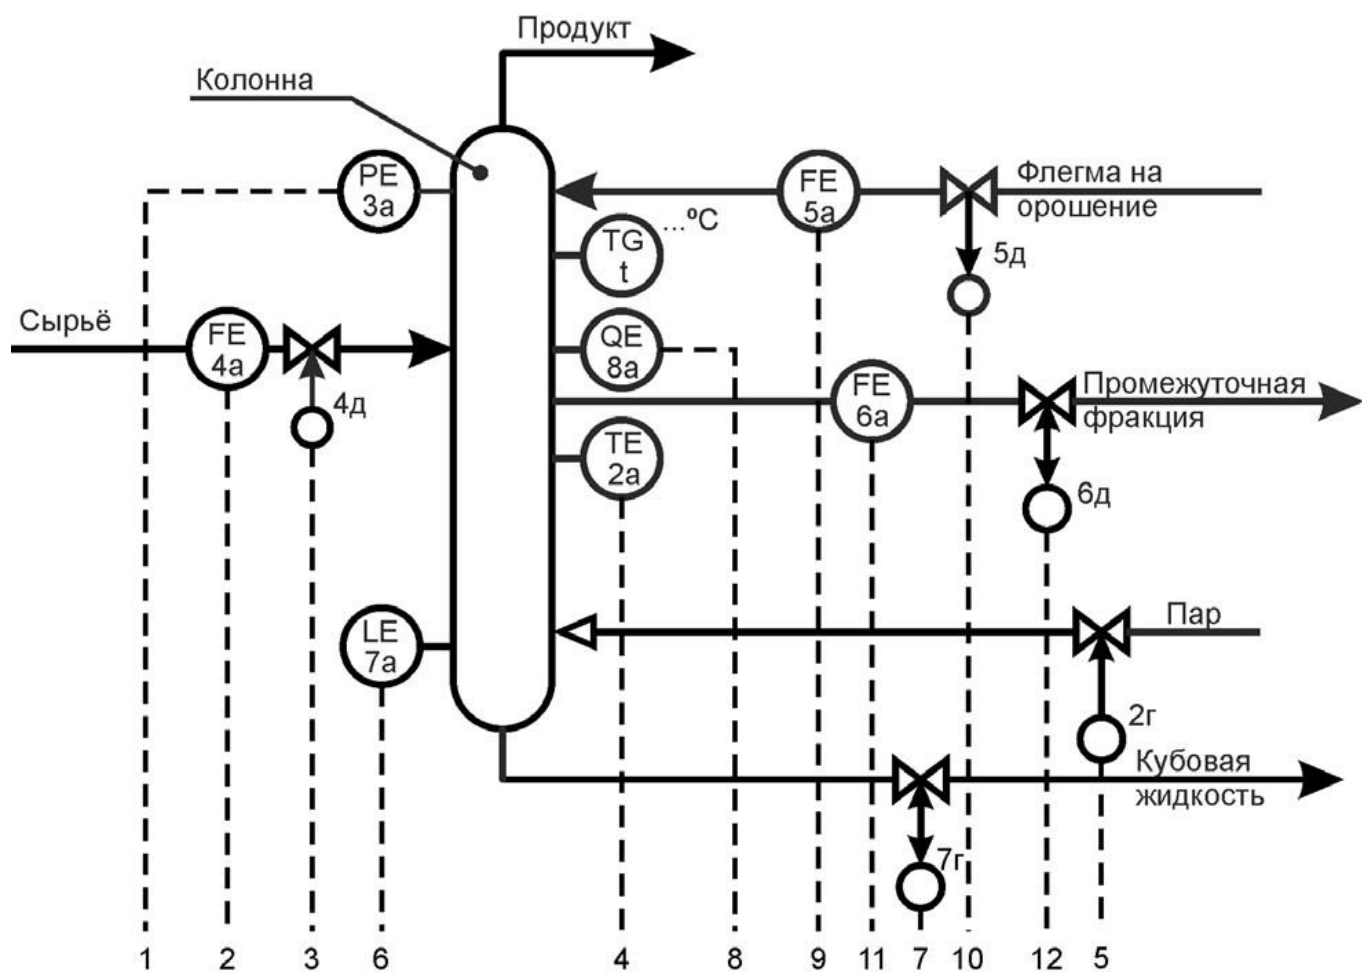 Продукт
Колонна
PE
3а
FE
5а
Флегма на
орошение
TG
t
...ºC
5д
Сырьё
FE
4а
QE
8а
4д
FE
6а
Промежуточная
фракция
TE
2а
6д
LE
7а
Пар
2г
Кубовая
жидкость
7г
1 2 3 6 4 8 9 11 7 10 12 5